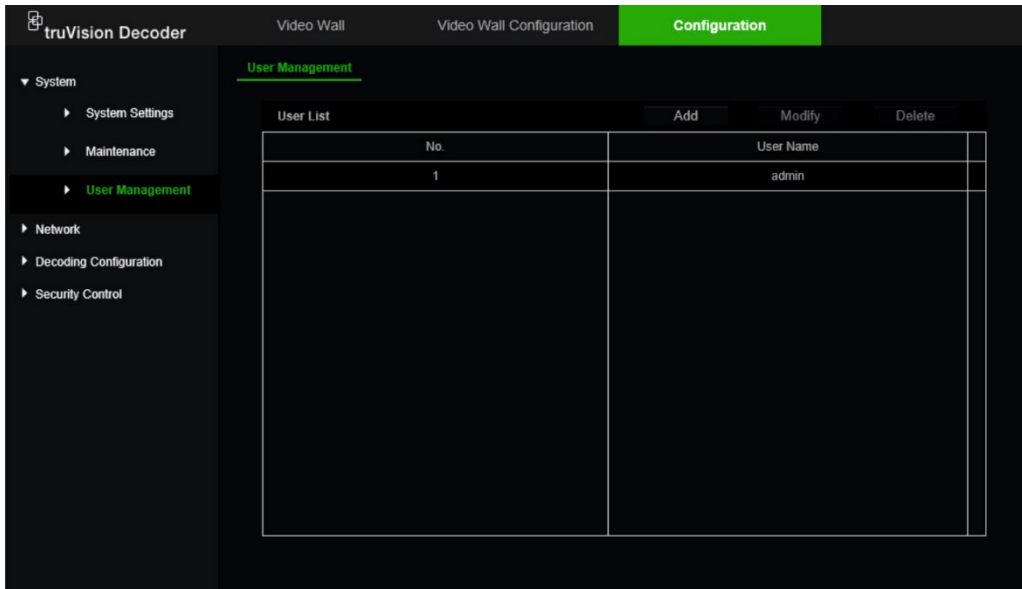 truVision Decoder
Video Wall
Video Wall Configuration
Configuration
System
System Settings
Maintenance
User Management
Network
Decoding Configuration
Security Control
User Management
User List
Add
Modify
Delete
No.
User Name
1
admin